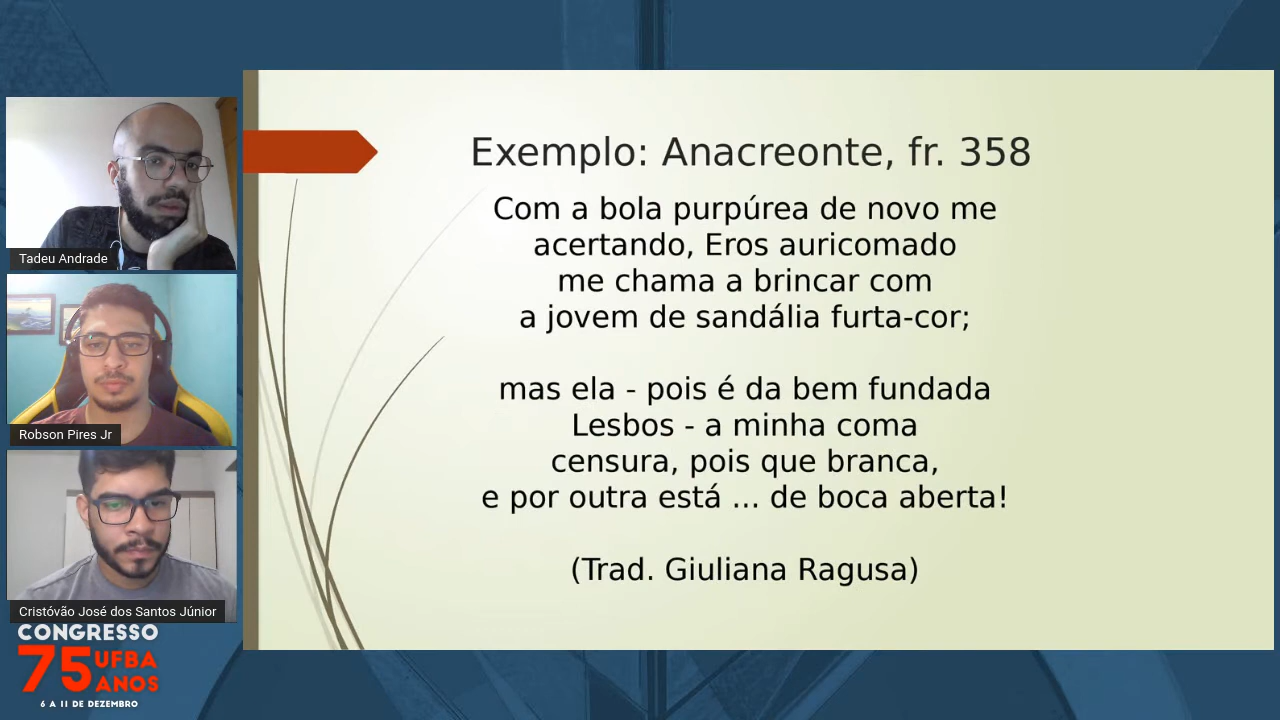 Exemplo: Anacreonte, fr. 358
Com a bola purpúrea de novo me
acertando, Eros auricomado
me chama a brincar com
a jovem de sandália furta-cor;
mas ela - pois é da bem fundada
Lesbos - a minha coma
censura, pois que branca,
e por outra está ... de boca aberta!
(Trad. Giuliana Ragusa)
Tadeu Andrade
Robson Pires Jr
Cristóvão José dos Santos Júnior
CONGRESSO
75 UFBA
ANOS
6 A 11 DE DEZEMBRO